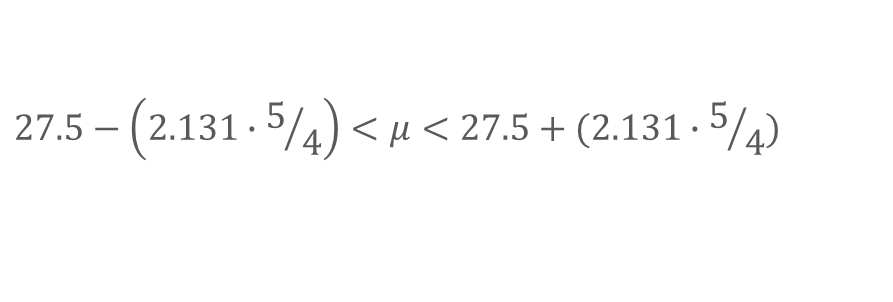 27.5 − (2.131 · 5/4) < μ < 27.5 + (2.131 · 5/4)